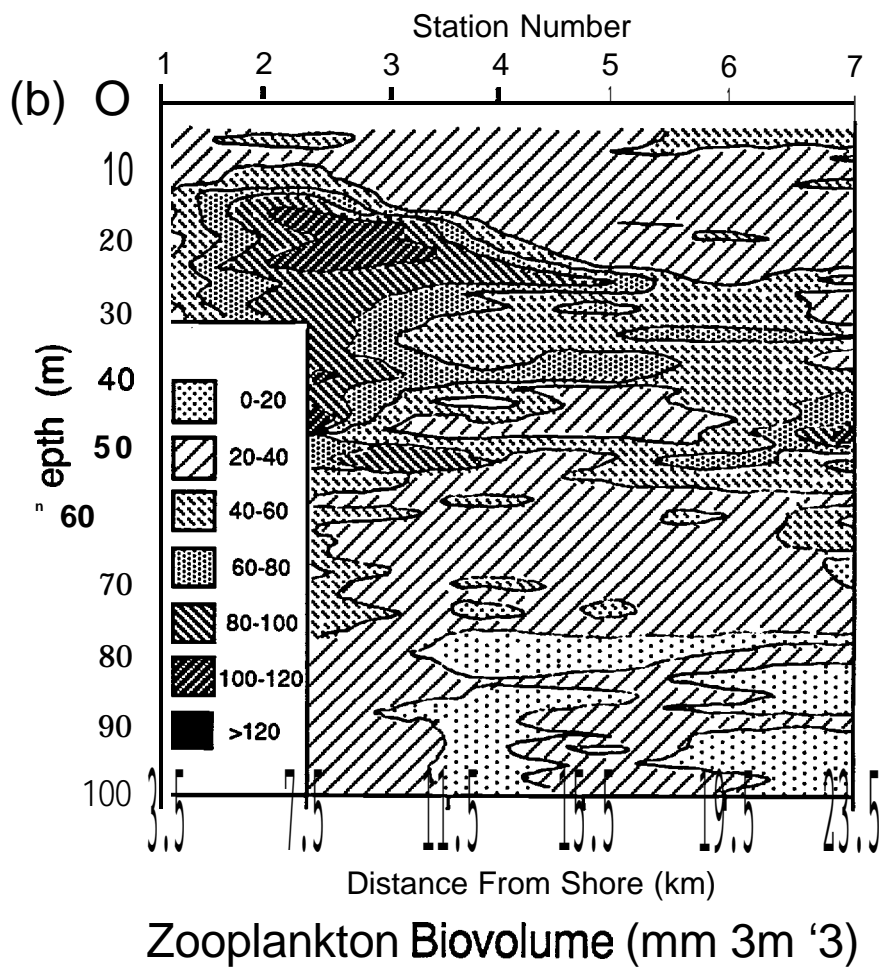 Station Number
1 2 3 4 5 6 7
(b) O
10
20
30
40
50
60
70
80
90
100
epth (m)
n
0-20
20-40
40-60
60-80
80-100
100-120
>120
3.5 7.5 11.5 15.5 19.5 23.5
Distance From Shore (km)
Zooplankton Biovolume (mm 3m ‘3)